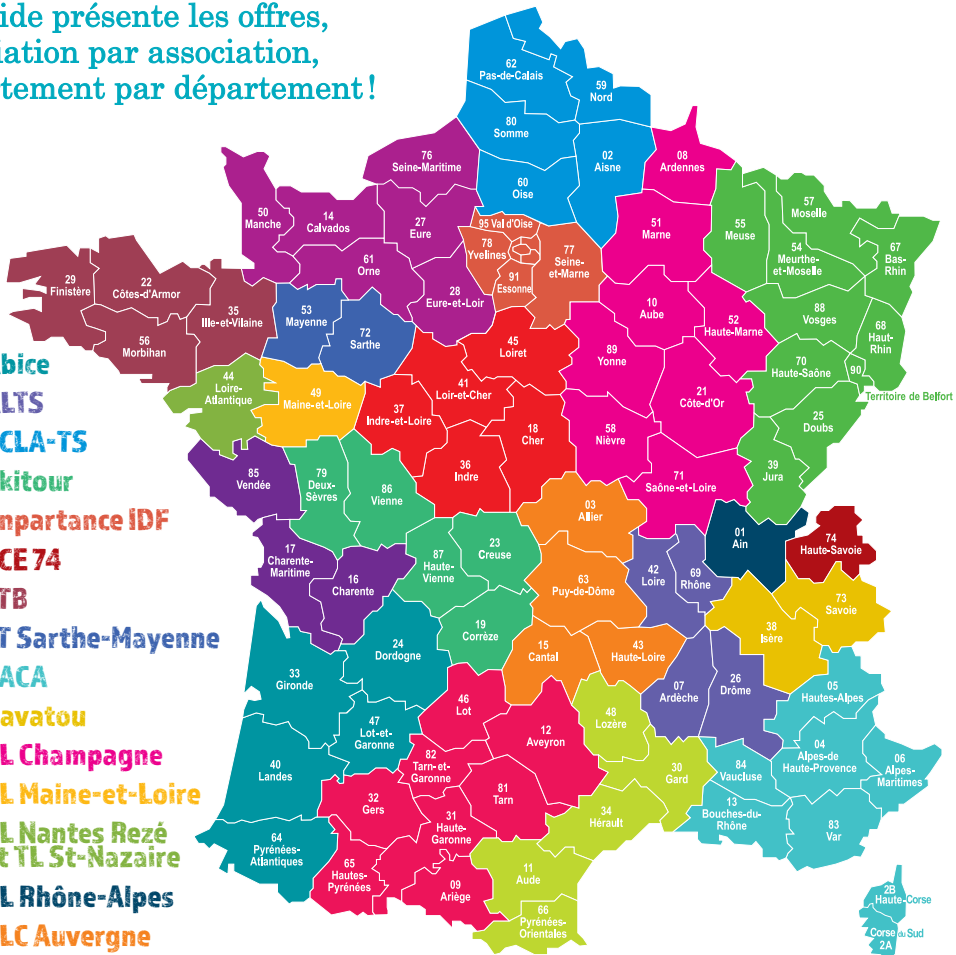 ide présente les offres,
iation par association,
tement par département !
62
Pas-de-Calais
59
Nord
80
Somme
02
Aisne
60
Oise
08
Ardennes
76
Seine-Maritime
50
Manche
14
Calvados
27
Eure
61
Orne
28
Eure-et-Loir
95 Val d'Oise
78
Yvelines
91
Essonne
77
Seine-
et-Marne
51
Marne
10
Aube
52
Haute-Marne
55
Meuse
57
Moselle
54
Meurthe-
et-Moselle
67
Bas-
Rhin
88
Vosges
68
Haut-
Rhin
70
Haute-Saône
90
Territoire de Belfort
25
Doubs
39
Jura
29
Finistère
22
Côtes-d'Armor
35
Ille-et-Vilaine
56
Morbihan
53
Mayenne
72
Sarthe
44
Loire-
Atlantique
49
Maine-et-Loire
45
Loiret
41
Loir-et-Cher
37
Indre-et-Loire
18
Cher
36
Indre
89
Yonne
21
Côte-d'Or
58
Nièvre
71
Saône-et-Loire
85
Vendée
79
Deux-
Sèvres
86
Vienne
17
Charente-
Maritime
16
Charente
87
Haute-
Vienne
23
Creuse
19
Corrèze
03
Allier
63
Puy-de-Dôme
15
Cantal
43
Haute-Loire
42
Loire
69
Rhône
01
Ain
74
Haute-Savoie
73
Savoie
38
Isère
07
Ardèche
26
Drôme
05
Hautes-Alpes
04
Alpes-de
Haute-Provence
06
Alpes-
Maritimes
84
Vaucluse
13
Bouches-du-
Rhône
83
Var
24
Dordogne
33
Gironde
47
Lot-et-
Garonne
40
Landes
64
Pyrénées-
Atlantiques
46
Lot
12
Aveyron
82
Tarn-et-
Garonne
81
Tarn
32
Gers
31
Haute-
Garonne
65
Hautes-
Pyrénées
09
Ariège
48
Lozère
30
Gard
34
Hérault
11
Aude
66
Pyrénées-
Orientales
2B
Haute-Corse
Corse du Sud
2A
bice
LTS
CLA-TS
kitour
npartance IDF
CE 74
TB
T Sarthe-Mayenne
ACA
avatou
L Champagne
L Maine-et-Loire
L Nantes Rezé
t TL St-Nazaire
L Rhône-Alpes
LC Auvergne